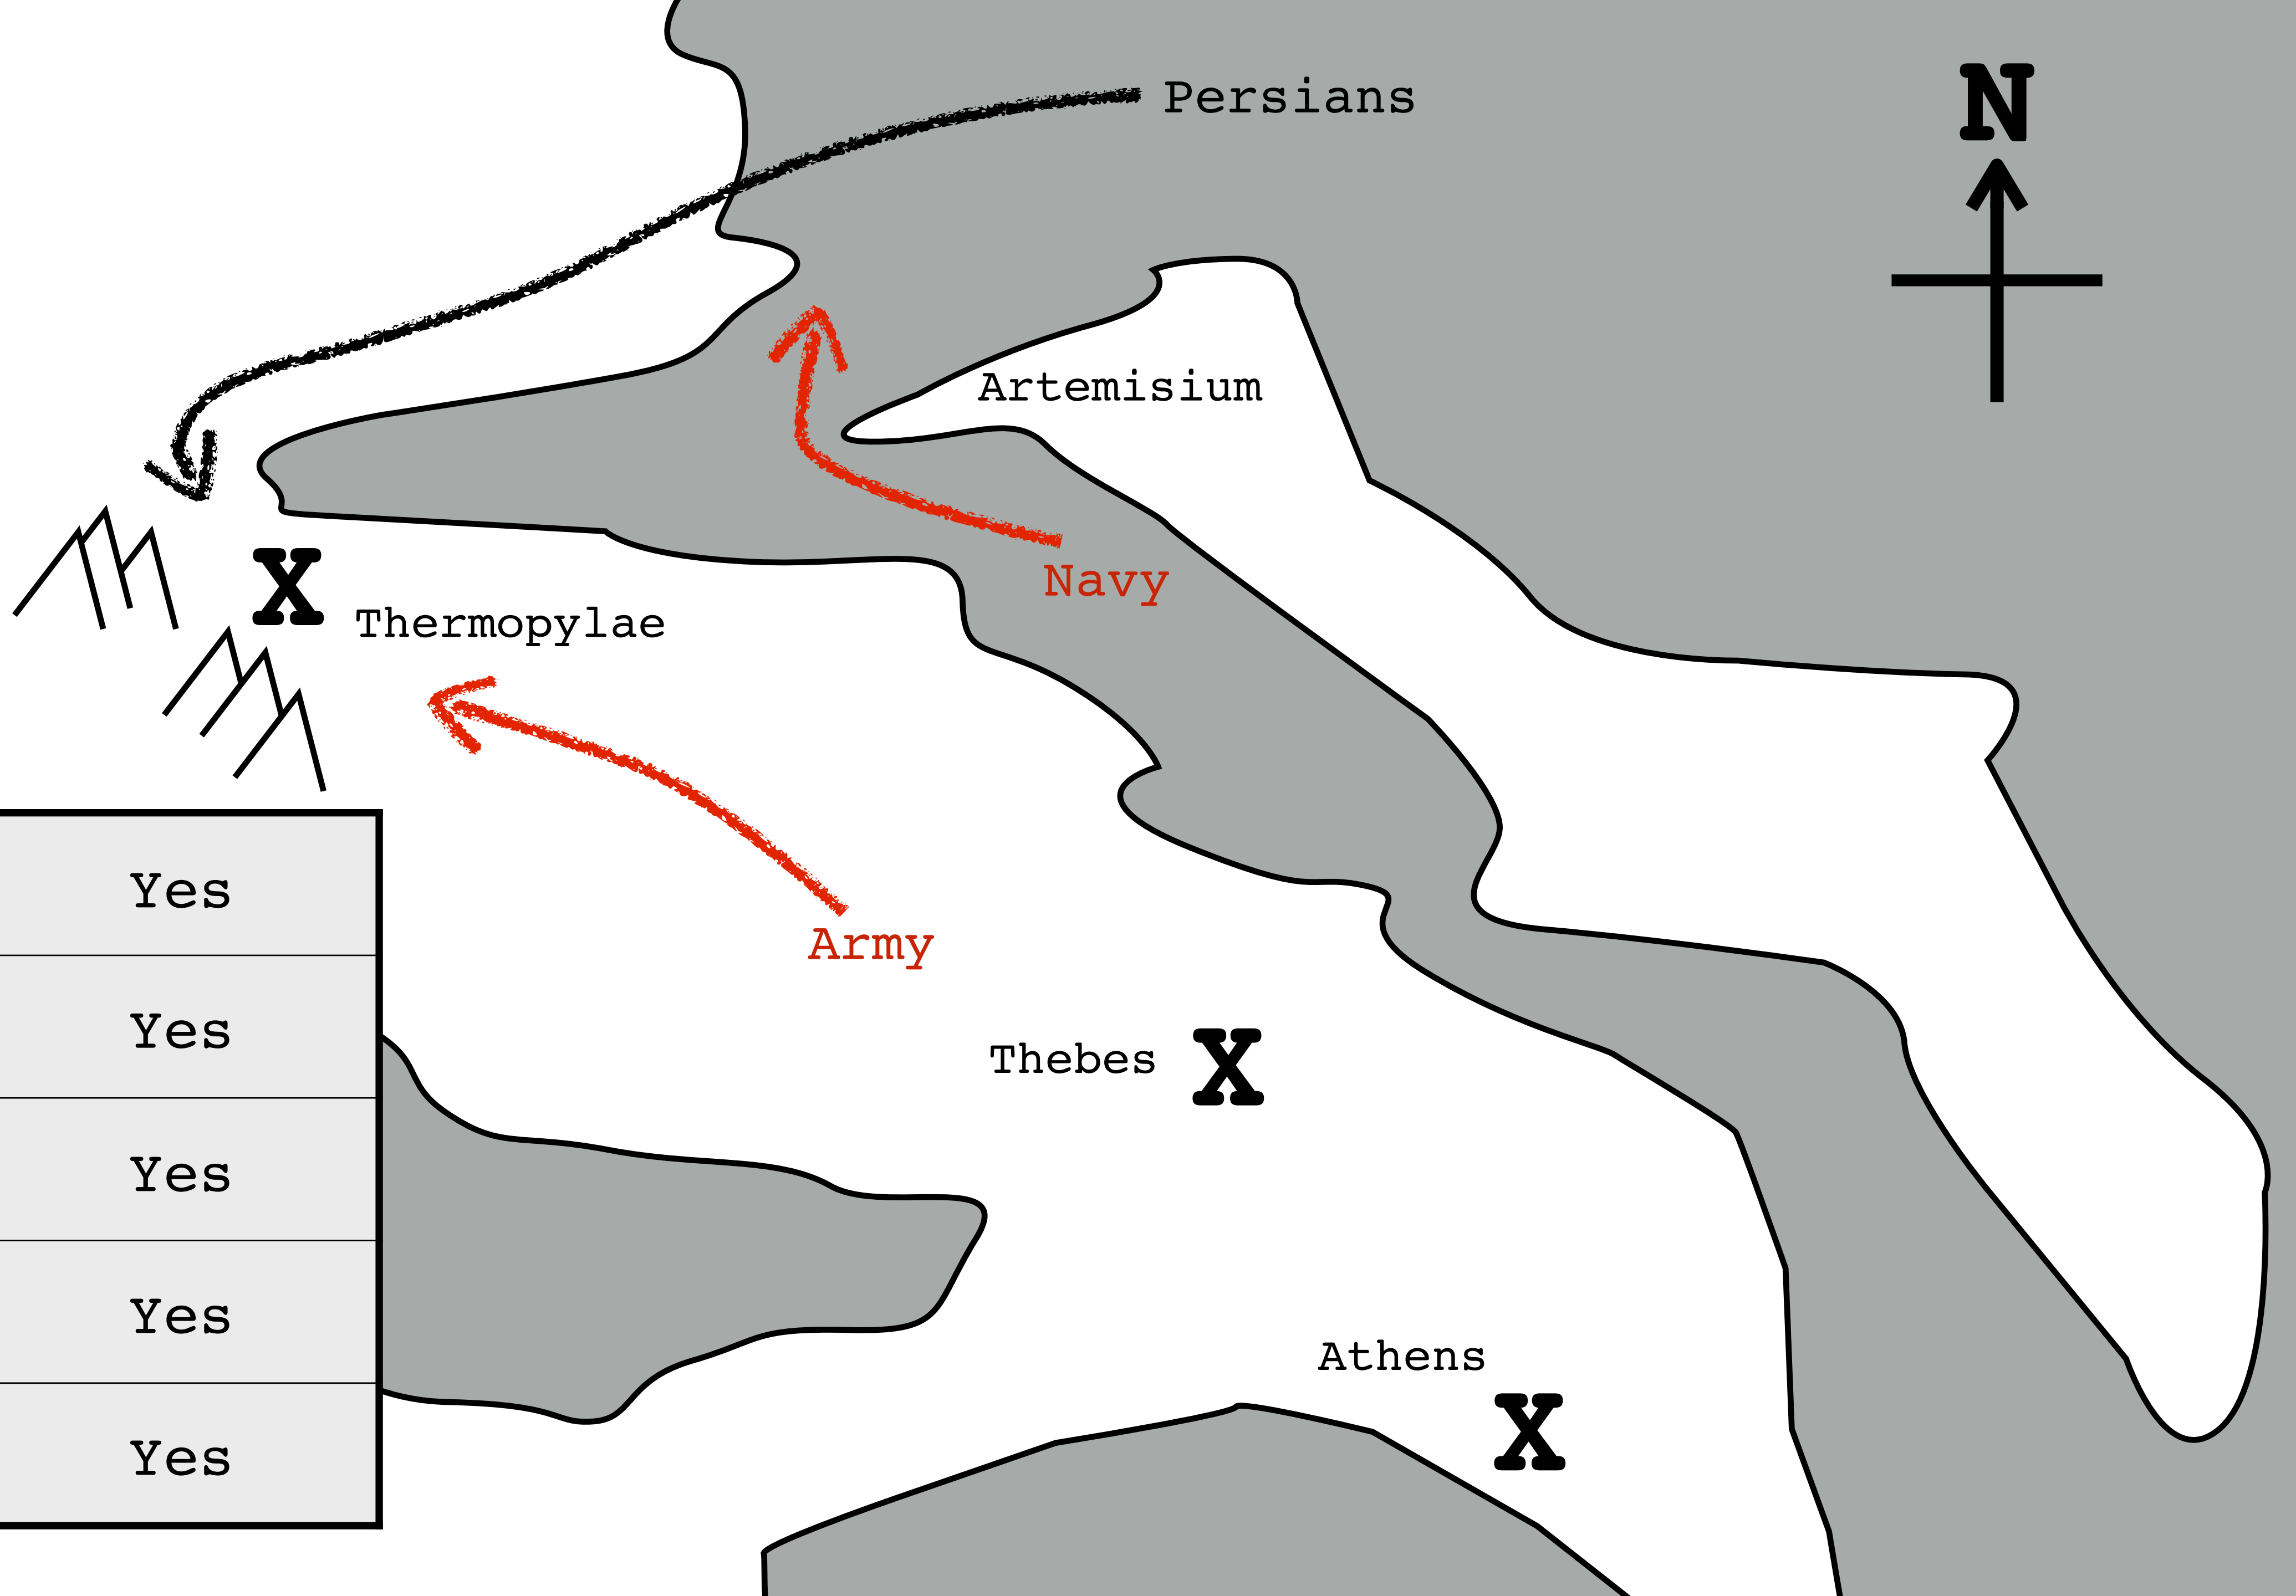 Persians
N
Artemisium
Navy
X
Thermopylae
Yes
Army
Yes
Thebes X
Yes
Yes
Athens
X
Yes